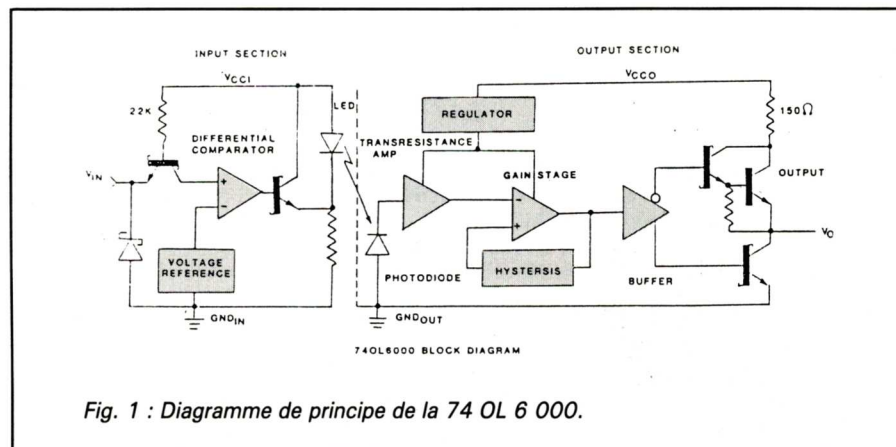 INPUT SECTION
OUTPUT SECTION
VCCI
VCCO
22K
LED
REGULATOR
150Ω
DIFFERENTIAL
COMPARATOR
TRANSRESISTANCE
AMP
GAIN STAGE
OUTPUT
VIN
+
−
−
+
VO
VOLTAGE
REFERENCE
HYSTERSIS
PHOTODIODE
BUFFER
GNDIN
GNDOUT
74OL6000 BLOCK DIAGRAM
Fig. 1 : Diagramme de principe de la 74 OL 6 000.